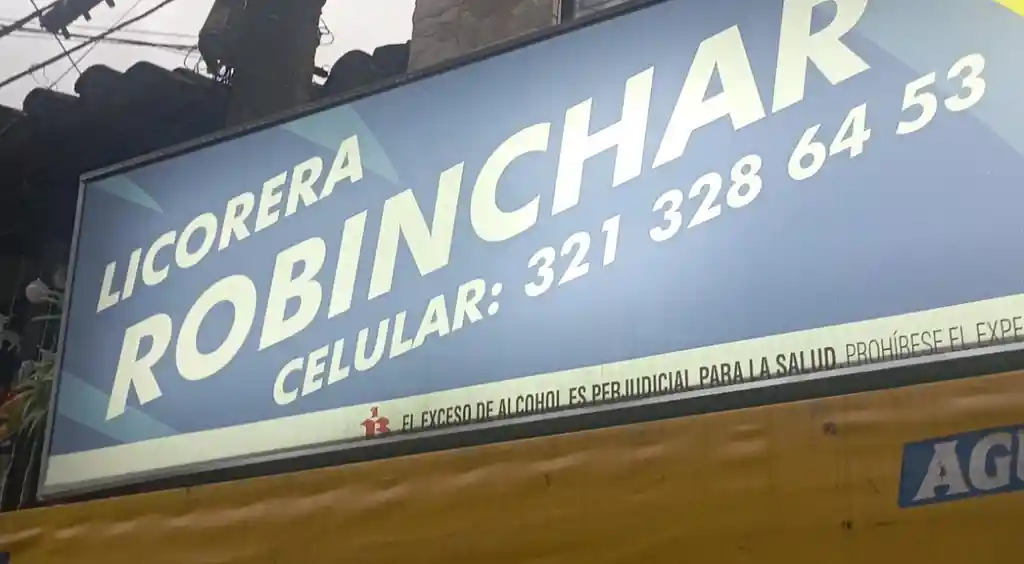 LICORERA
ROBINCHAR
CELULAR: 321 328 64 53
EL EXCESO DE ALCOHOL ES PERJUDICIAL PARA LA SALUD. PROHÍBESE EL EXPE
AGU